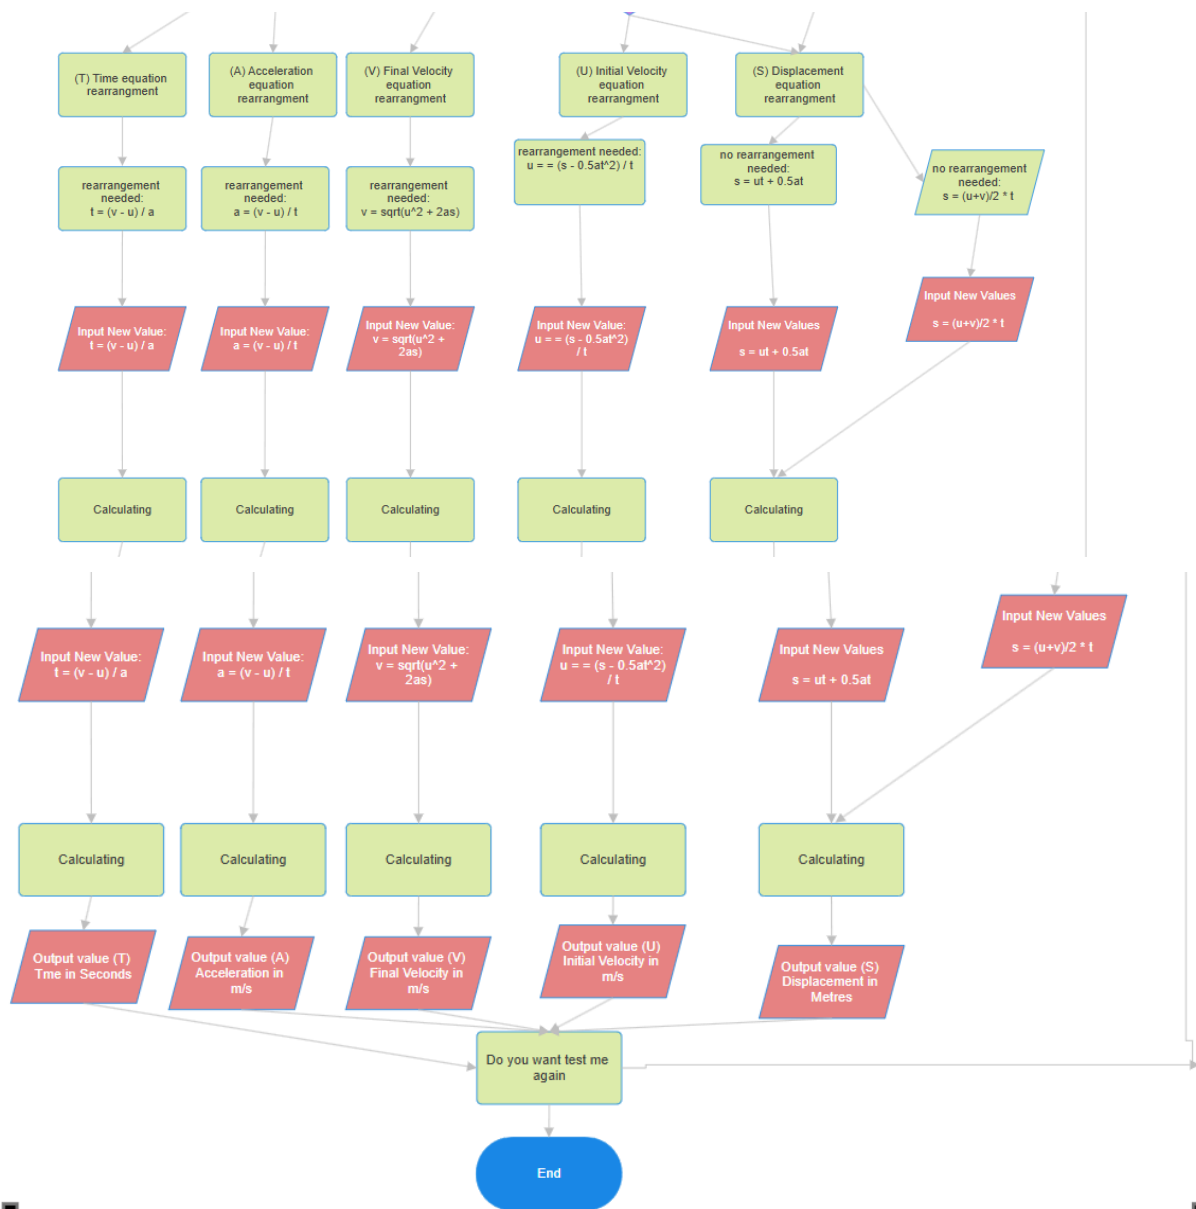 (T) Time equation
rearrangment
(A) Acceleration
equation
rearrangment
(V) Final Velocity
equation
rearrangment
(U) Initial Velocity
equation
rearrangment
(S) Displacement
equation
rearrangment
rearrangement
needed:
t = (v - u) / a
rearrangement
needed:
a = (v - u) / t
rearrangement
needed:
v = sqrt(u^2 + 2as)
rearrangement needed:
u = = (s - 0.5at^2) / t
no rearrangement
needed:
s = ut + 0.5at
no rearrangement
needed:
s = (u+v)/2 * t
Input New Value:
t = (v - u) / a
Input New Value:
a = (v - u) / t
Input New Value:
v = sqrt(u^2 +
2as)
Input New Value:
u = = (s - 0.5at^2)
/ t
Input New Values
s = ut + 0.5at
Input New Values
s = (u+v)/2 * t
Calculating
Calculating
Calculating
Calculating
Calculating
Input New Value:
t = (v - u) / a
Input New Value:
a = (v - u) / t
Input New Value:
v = sqrt(u^2 +
2as)
Input New Value:
u = = (s - 0.5at^2)
/ t
Input New Values
s = ut + 0.5at
Input New Values
s = (u+v)/2 * t
Calculating
Calculating
Calculating
Calculating
Calculating
Output value (T)
Tme in Seconds
Output value (A)
Acceleration in
m/s
Output value (V)
Final Velocity in
m/s
Output value (U)
Initial Velocity in
m/s
Output value (S)
Displacement in
Metres
Do you want test me
again
End